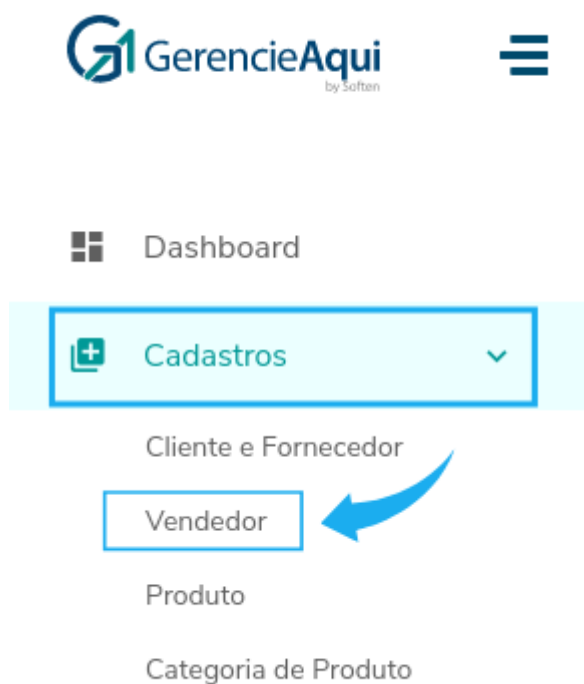 GerencieAqui
by Soften
Dashboard
Cadastros
Cliente e Fornecedor
Vendedor
Produto
Categoria de Produto